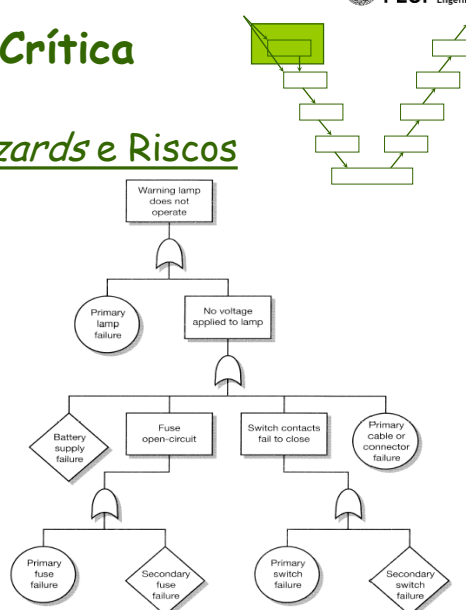 Crítica
zards e Riscos
Warning lamp
does not
operate
Primary
lamp
failure
No voltage
applied to lamp
Battery
supply
failure
Fuse
open-circuit
Switch contacts
fail to close
Primary
cable or
connector
failure
Primary
fuse
failure
Secondary
fuse
failure
Primary
switch
failure
Secondary
switch
failure